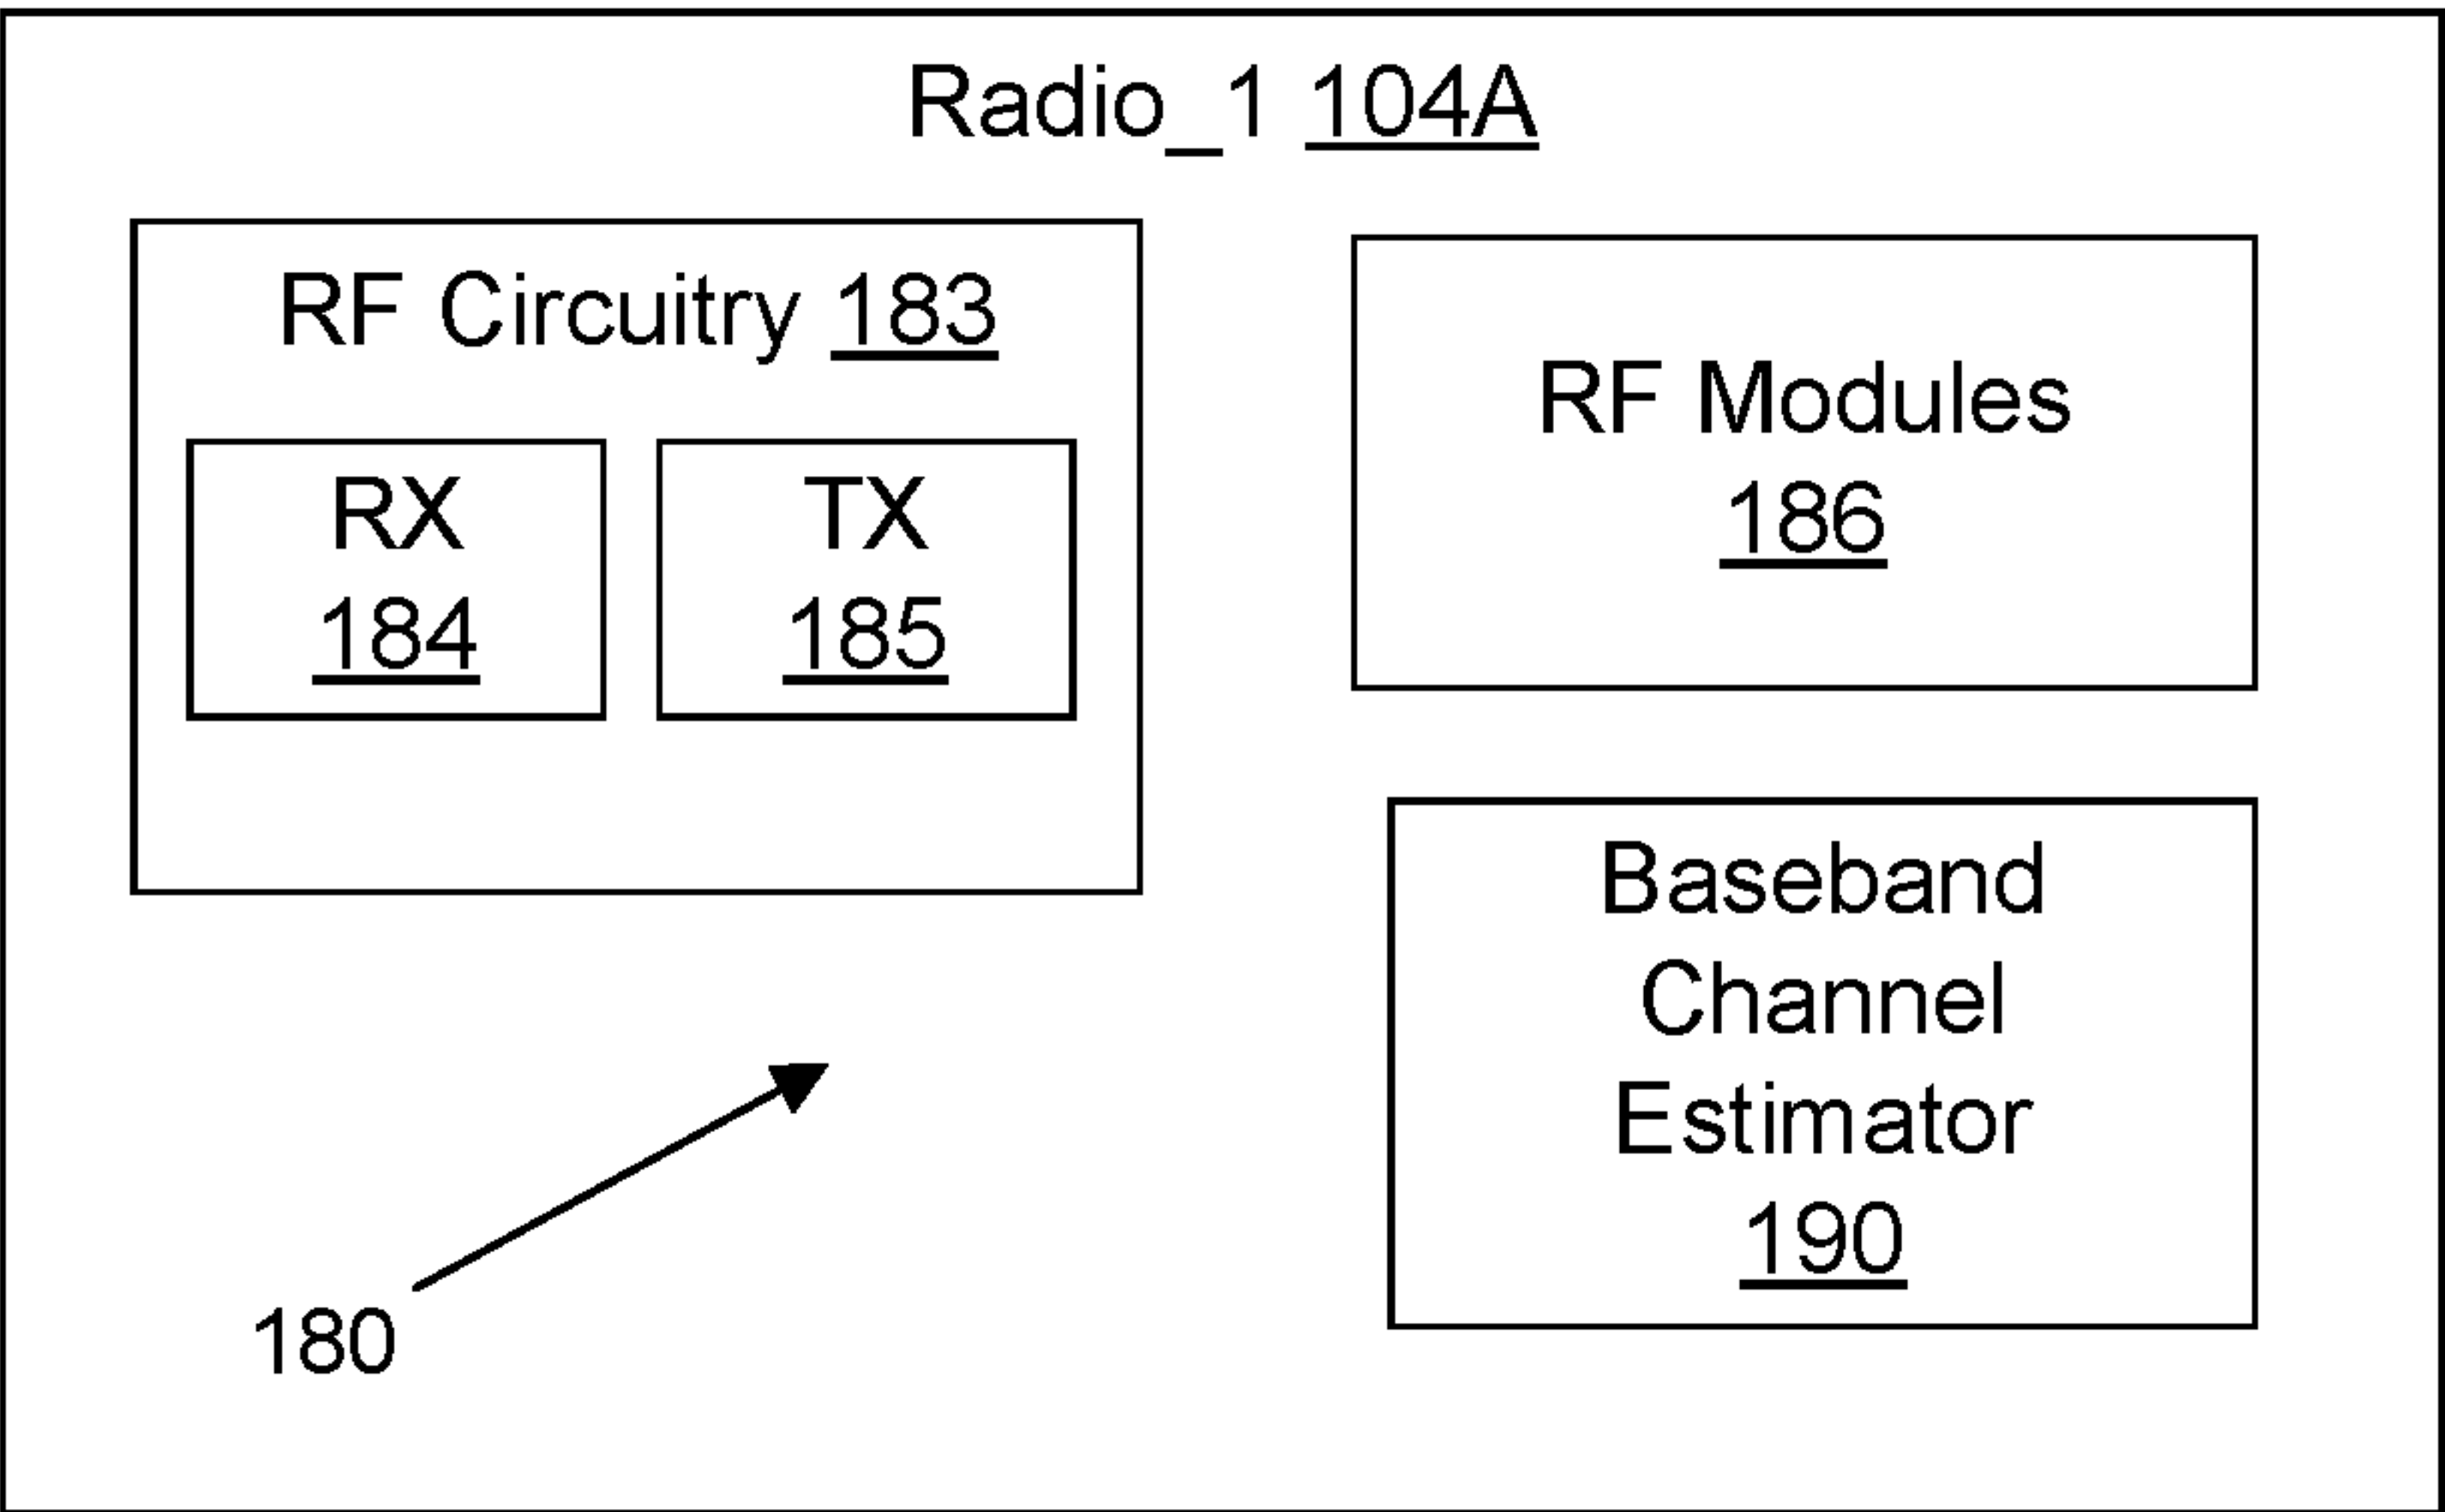 Radio_1 104A
RF Circuitry 183
RX
184
TX
185
RF Modules
186
Baseband
Channel
Estimator
190
180